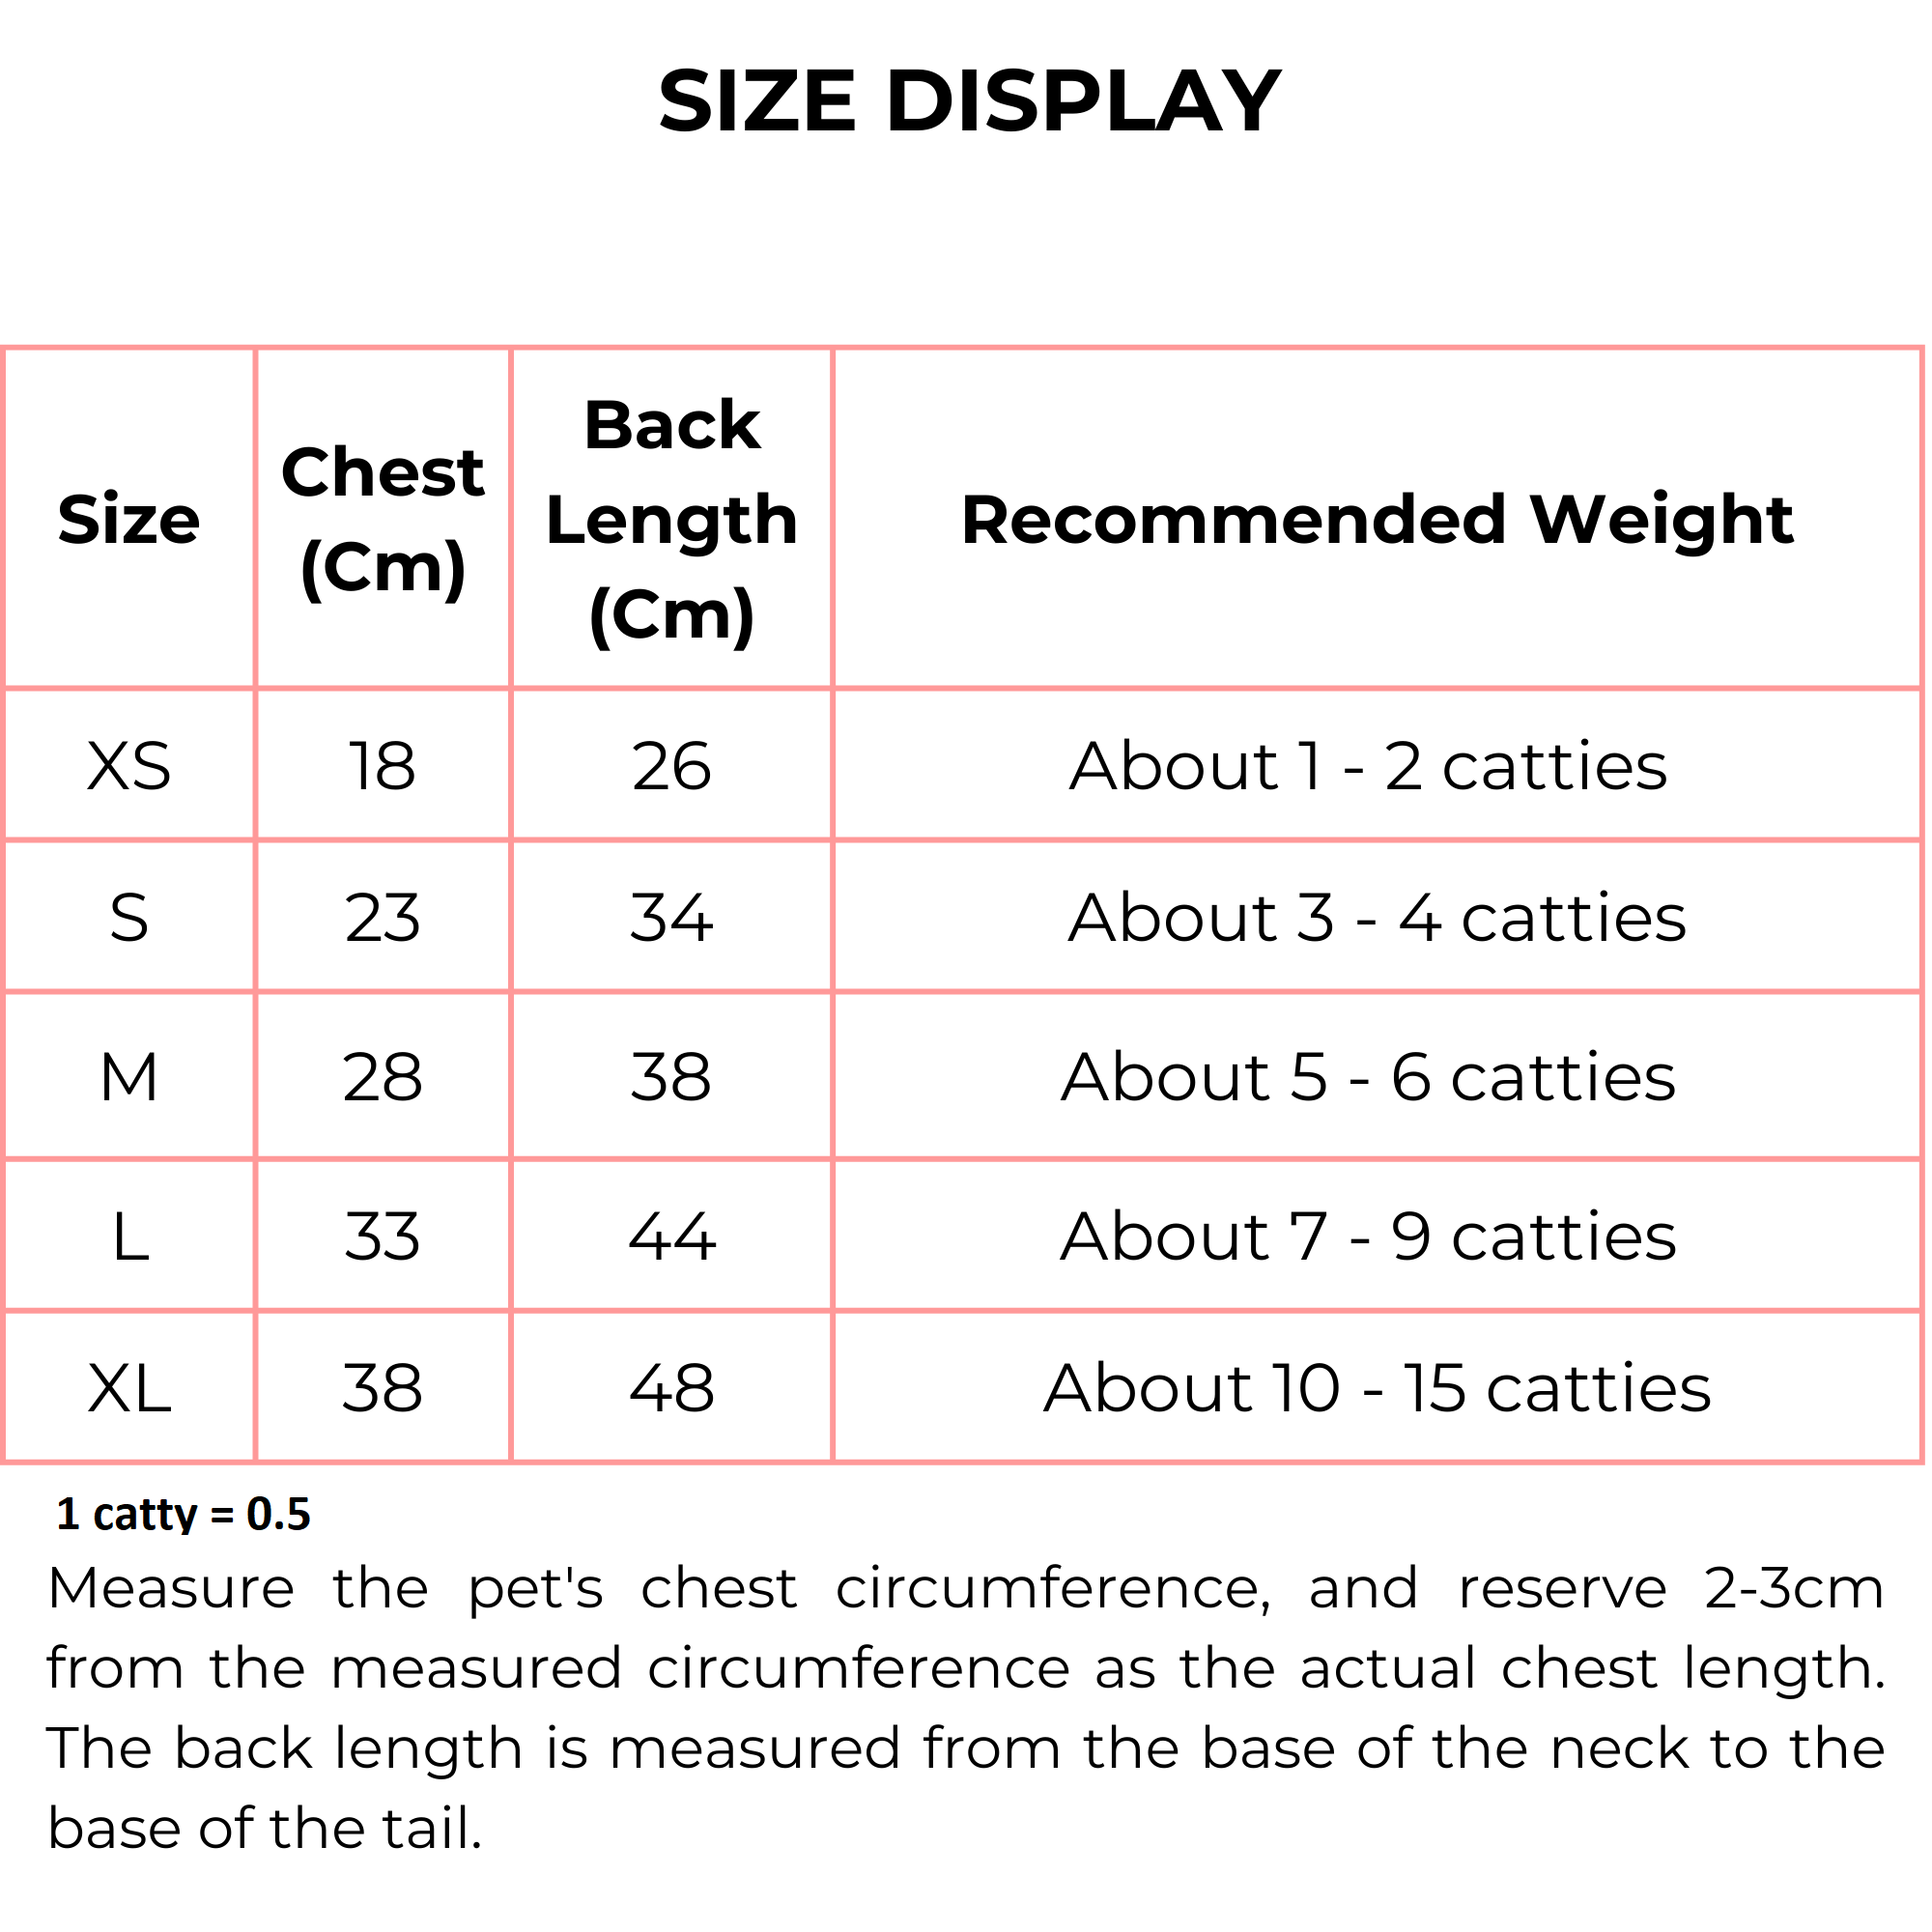 SIZE DISPLAY
Size
Chest
(Cm)
Back
Length
(Cm)
Recommended Weight
XS 18 26 About 1 - 2 catties
S 23 34 About 3 - 4 catties
M 28 38 About 5 - 6 catties
L 33 44 About 7 - 9 catties
XL 38 48 About 10 - 15 catties
1 catty = 0.5
Measure the pet's chest circumference, and reserve 2-3cm
from the measured circumference as the actual chest length.
The back length is measured from the base of the neck to the
base of the tail.